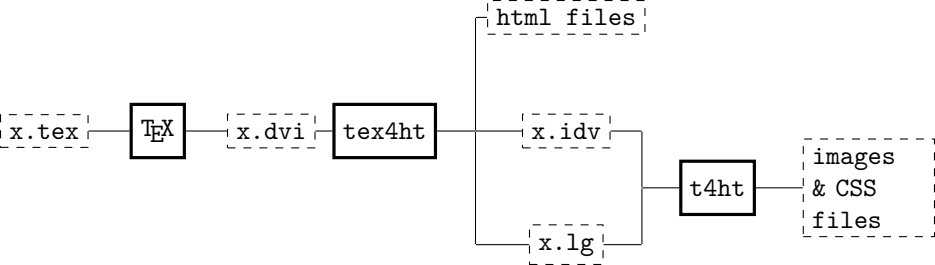 html files
x.tex
TEX
x.dvi
tex4ht
x.idv
t4ht
images
& CSS
files
x.lg